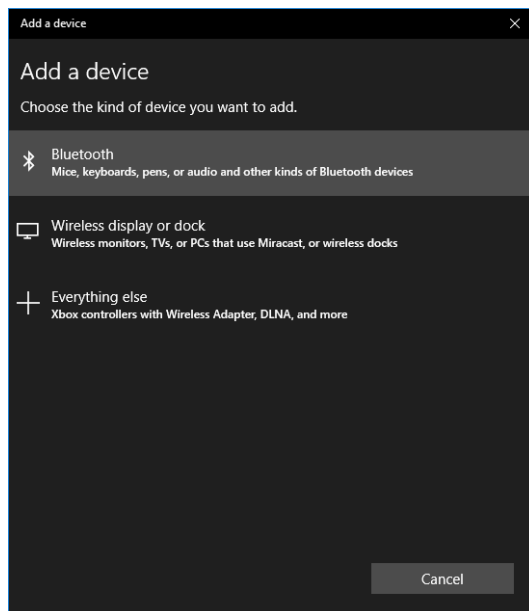 Add a device
Add a device
Choose the kind of device you want to add.
Bluetooth
Mice, keyboards, pens, or audio and other kinds of Bluetooth devices
Wireless display or dock
Wireless monitors, TVs, or PCs that use Miracast, or wireless docks
Everything else
Xbox controllers with Wireless Adapter, DLNA, and more
Cancel